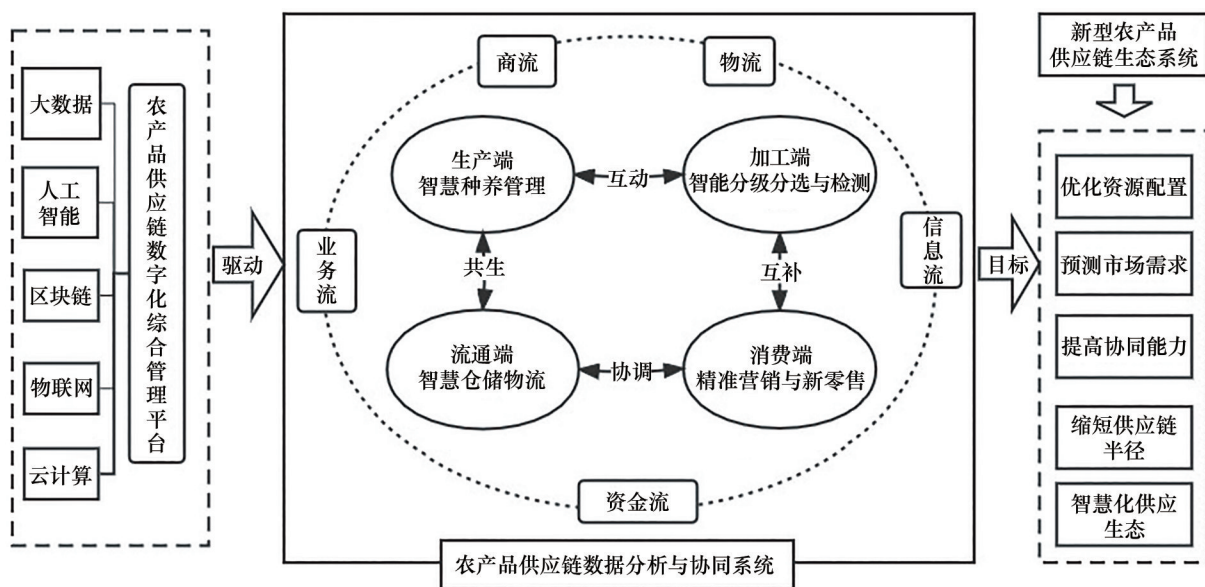 大数据
人工
智能
区块链
物联网
云计算
农产品供应链数字化综合管理平台
驱动
商流
物流
业务流
信息流
资金流
生产端
智慧种养管理
互动
加工端
智能分级分选与检测
共生
互补
流通端
智慧仓储物流
协调
消费端
精准营销与新零售
农产品供应链数据分析与协同系统
目标
新型农产品
供应链生态系统
优化资源配置
预测市场需求
提高协同能力
缩短供应链
半径
智慧化供应
生态